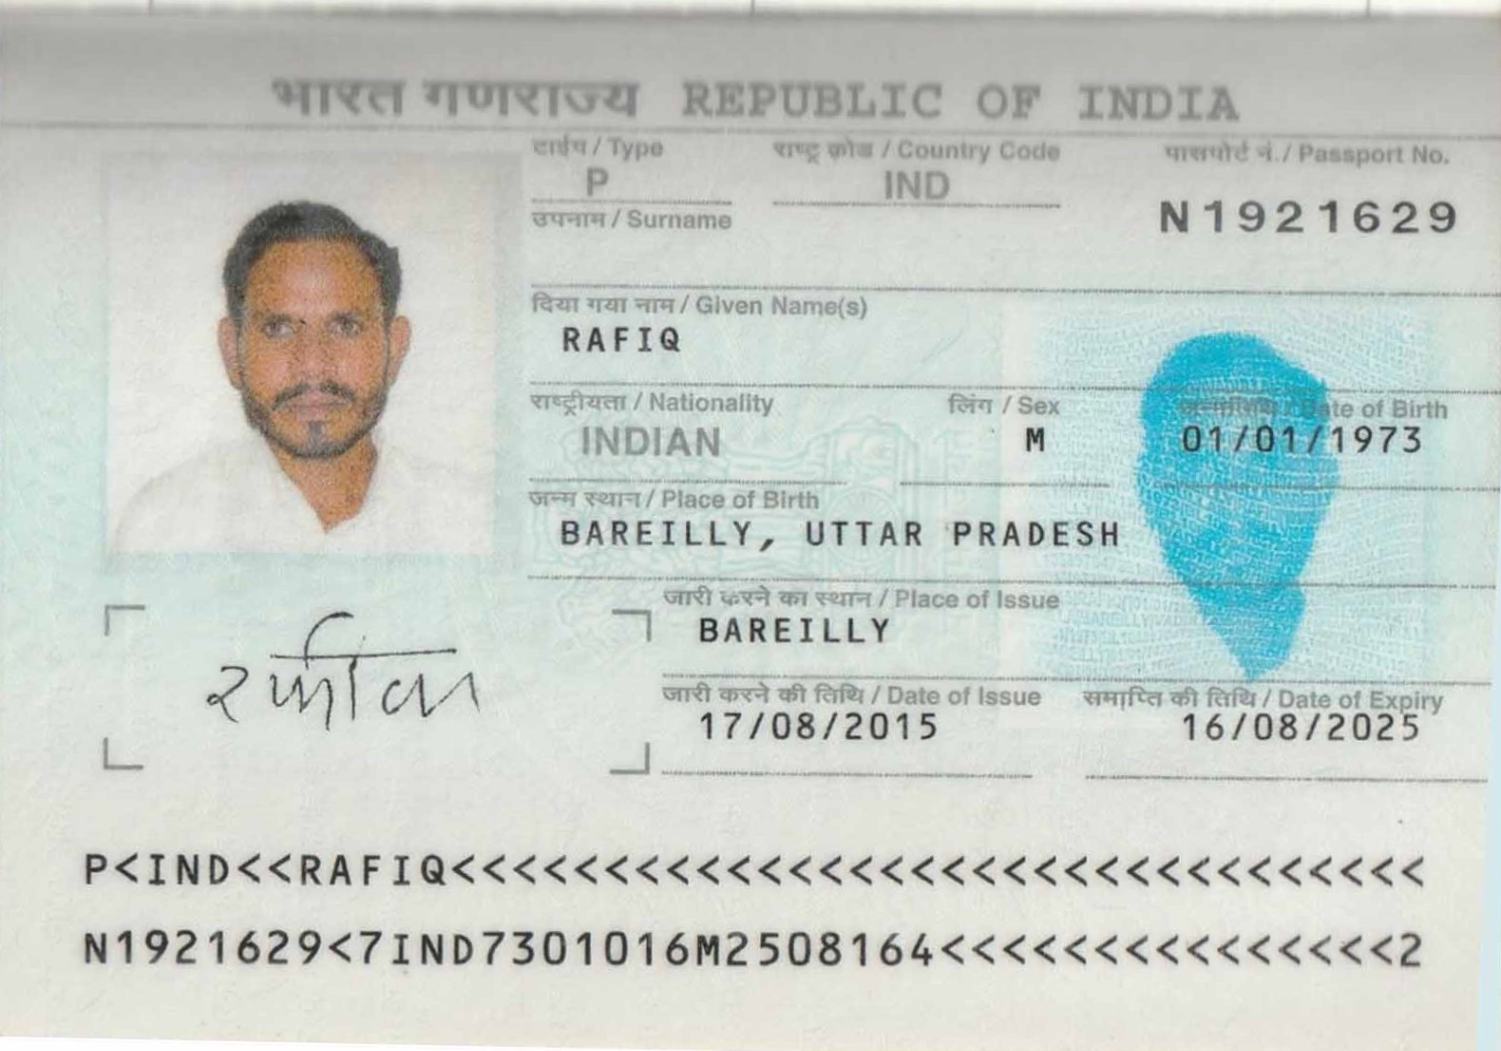 भारत गणराज्य REPUBLIC OF INDIA
टाईप / Type राष्ट्र कोड / Country Code पासपोर्ट नं. / Passport No.
P IND N1921629
उपनाम / Surname
दिया गया नाम / Given Name(s)
RAFIQ
राष्ट्रीयता / Nationality लिंग / Sex जन्मतिथि / Date of Birth
INDIAN M 01/01/1973
जन्म स्थान / Place of Birth
BAREILLY, UTTAR PRADESH
जारी करने का स्थान / Place of Issue
BAREILLY
जारी करने की तिथि / Date of Issue समाप्ति की तिथि / Date of Expiry
17/08/2015 16/08/2025
P<IND<<RAFIQ<<<<<<<<<<<<<<<<<<<<<<<<<<<<<<<<
N1921629<7IND7301016M2508164<<<<<<<<<<<<<<<2